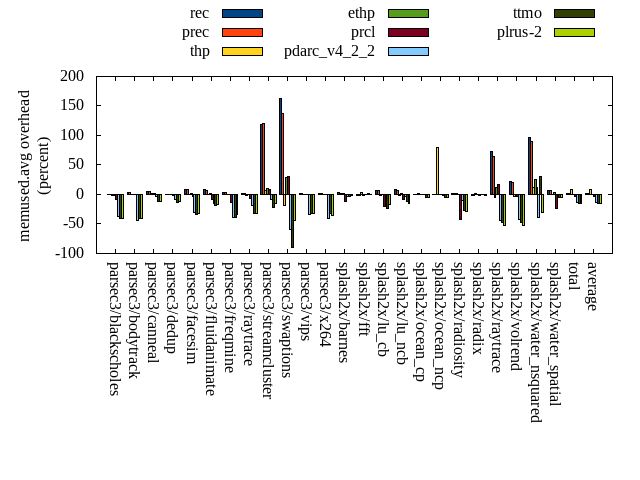 rec
prec
thp
ethp
prcl
pdarc_v4_2_2
ttmo
plrus-2
memused.avg overhead
(percent)
200
150
100
50
0
-50
-100
parsec3/blackscholes
parsec3/bodytrack
parsec3/canneal
parsec3/dedup
parsec3/facesim
parsec3/fluidanimate
parsec3/freqmine
parsec3/raytrace
parsec3/streamcluster
parsec3/swaptions
parsec3/vips
parsec3/x264
splash2x/barnes
splash2x/fft
splash2x/lu_cb
splash2x/lu_ncb
splash2x/ocean_cp
splash2x/ocean_ncp
splash2x/radiosity
splash2x/radix
splash2x/raytrace
splash2x/volrend
splash2x/water_nsquared
splash2x/water_spatial
total
average